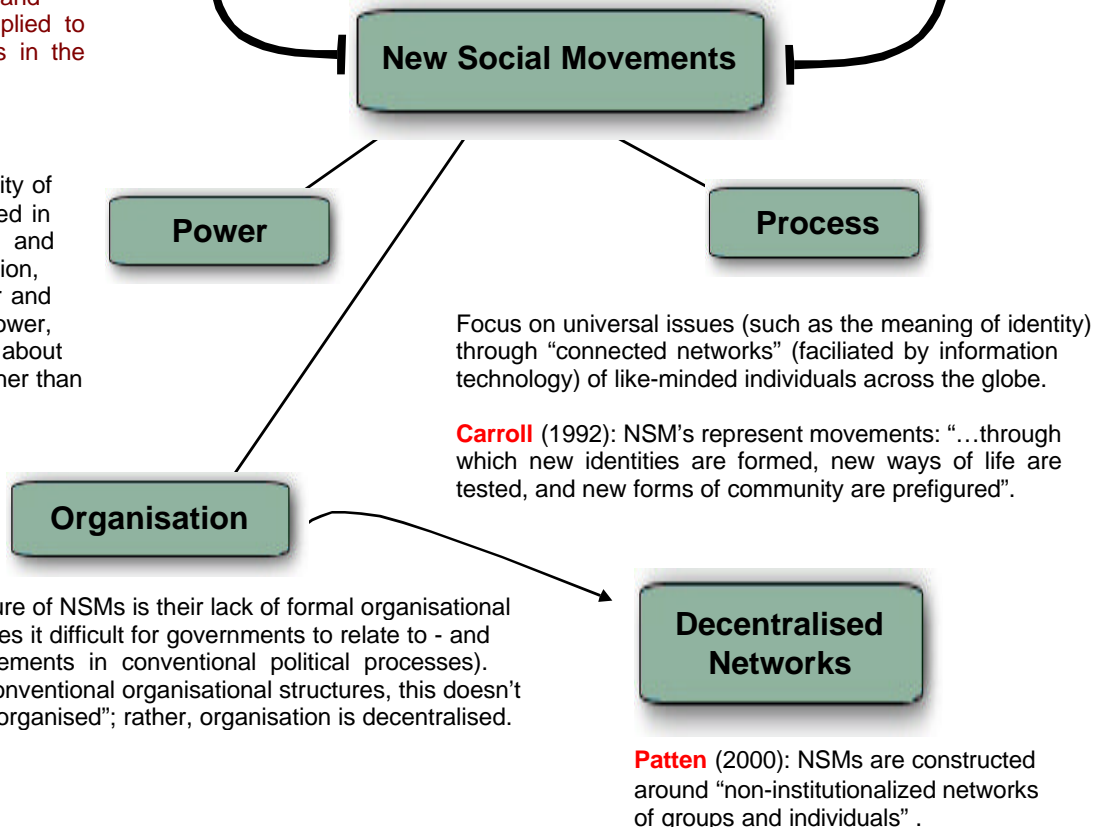 and
plied to
s in the
New Social Movements
ity of
ed in
and
ion,
r and
ower,
about
her than
Power
Process
Focus on universal issues (such as the meaning of identity)
through “connected networks” (faciliated by information
technology) of like-minded individuals across the globe.
Carroll (1992): NSM’s represent movements: “…through
which new identities are formed, new ways of life are
tested, and new forms of community are prefigured”.
Organisation
ure of NSMs is their lack of formal organisational
es it difficult for governments to relate to - and
ements in conventional political processes).
onventional organisational structures, this doesn’t
organised”; rather, organisation is decentralised.
Decentralised
Networks
Patten (2000): NSMs are constructed
around “non-institutionalized networks
of groups and individuals” .